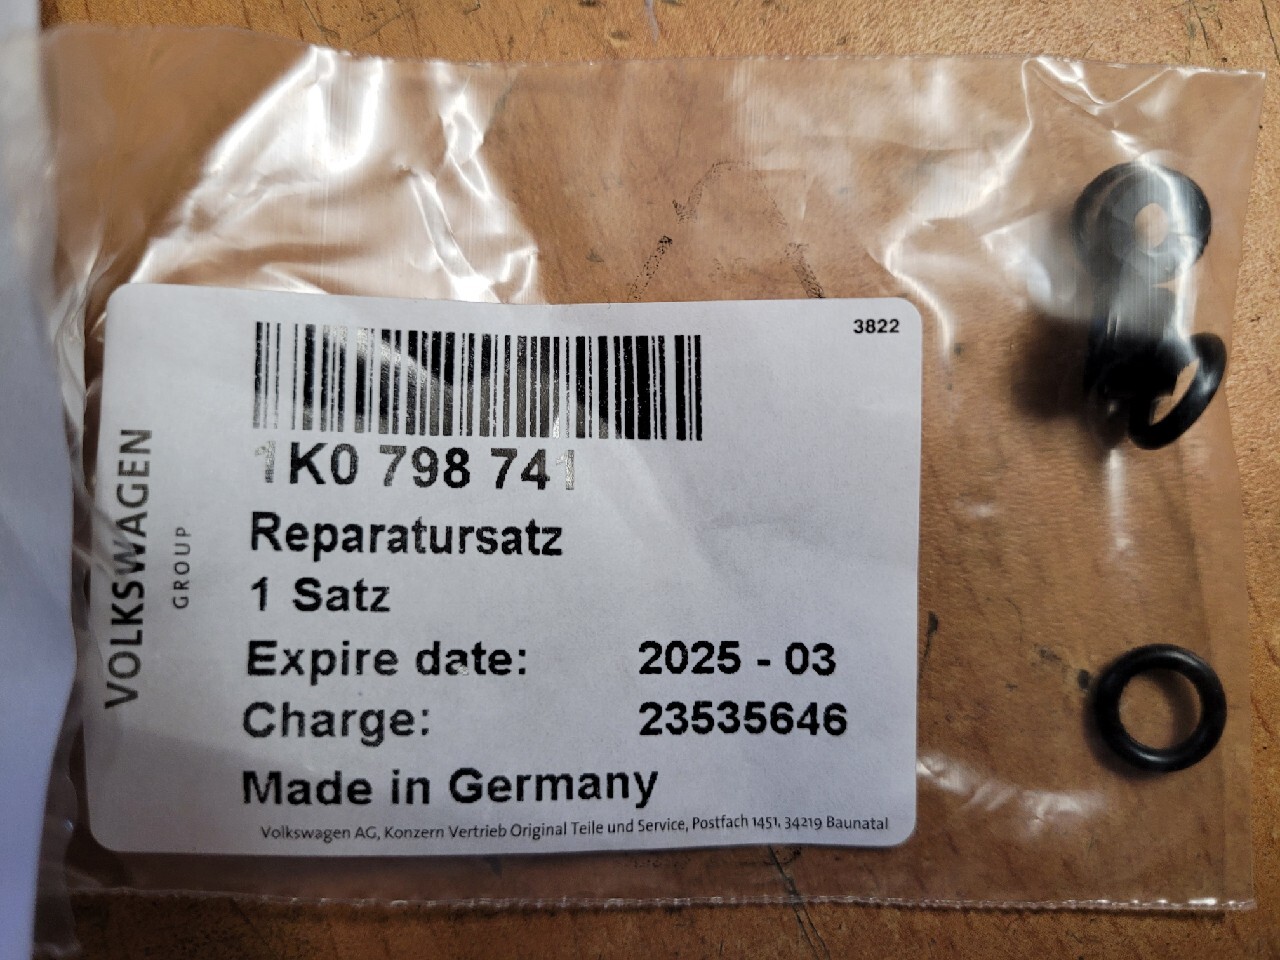 3822
1K0 798 741
Reparatursatz
1 Satz
Expire date: 2025 - 03
Charge: 23535646
Made in Germany
Volkswagen AG, Konzern Vertrieb Original Teile und Service, Postfach 1451, 34219 Baunatal
VOLKSWAGEN
GROUP